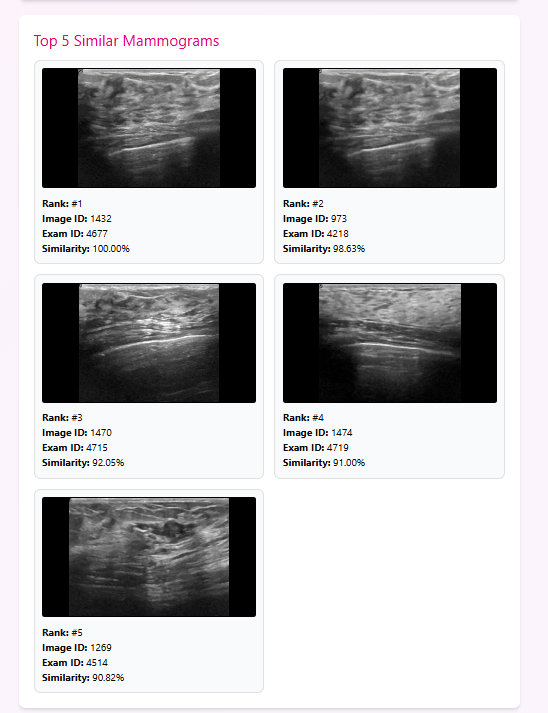 Top 5 Similar Mammograms
Rank: #1
Image ID: 1432
Exam ID: 4677
Similarity: 100.00%
Rank: #2
Image ID: 973
Exam ID: 4218
Similarity: 98.63%
Rank: #3
Image ID: 1470
Exam ID: 4715
Similarity: 92.05%
Rank: #4
Image ID: 1474
Exam ID: 4719
Similarity: 91.00%
Rank: #5
Image ID: 1269
Exam ID: 4514
Similarity: 90.82%